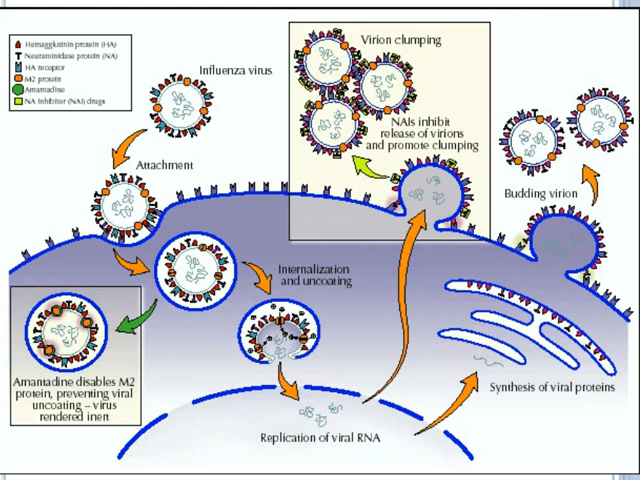 Hemagglutinin protein (HA)
Neuraminidase protein (NA)
HA receptor
M2 protein
Amamadine
NA Inhibitor (NAI) drugs
Influenza virus
Virion clumping
NAIs inhibit
release of virions
and promote clumping
Attachment
Budding virion
Internalization
and uncoating
Amantadine disables M2
protein, preventing viral
uncoating – virus
rendered inert
Synthesis of viral proteins
Replication of viral RNA